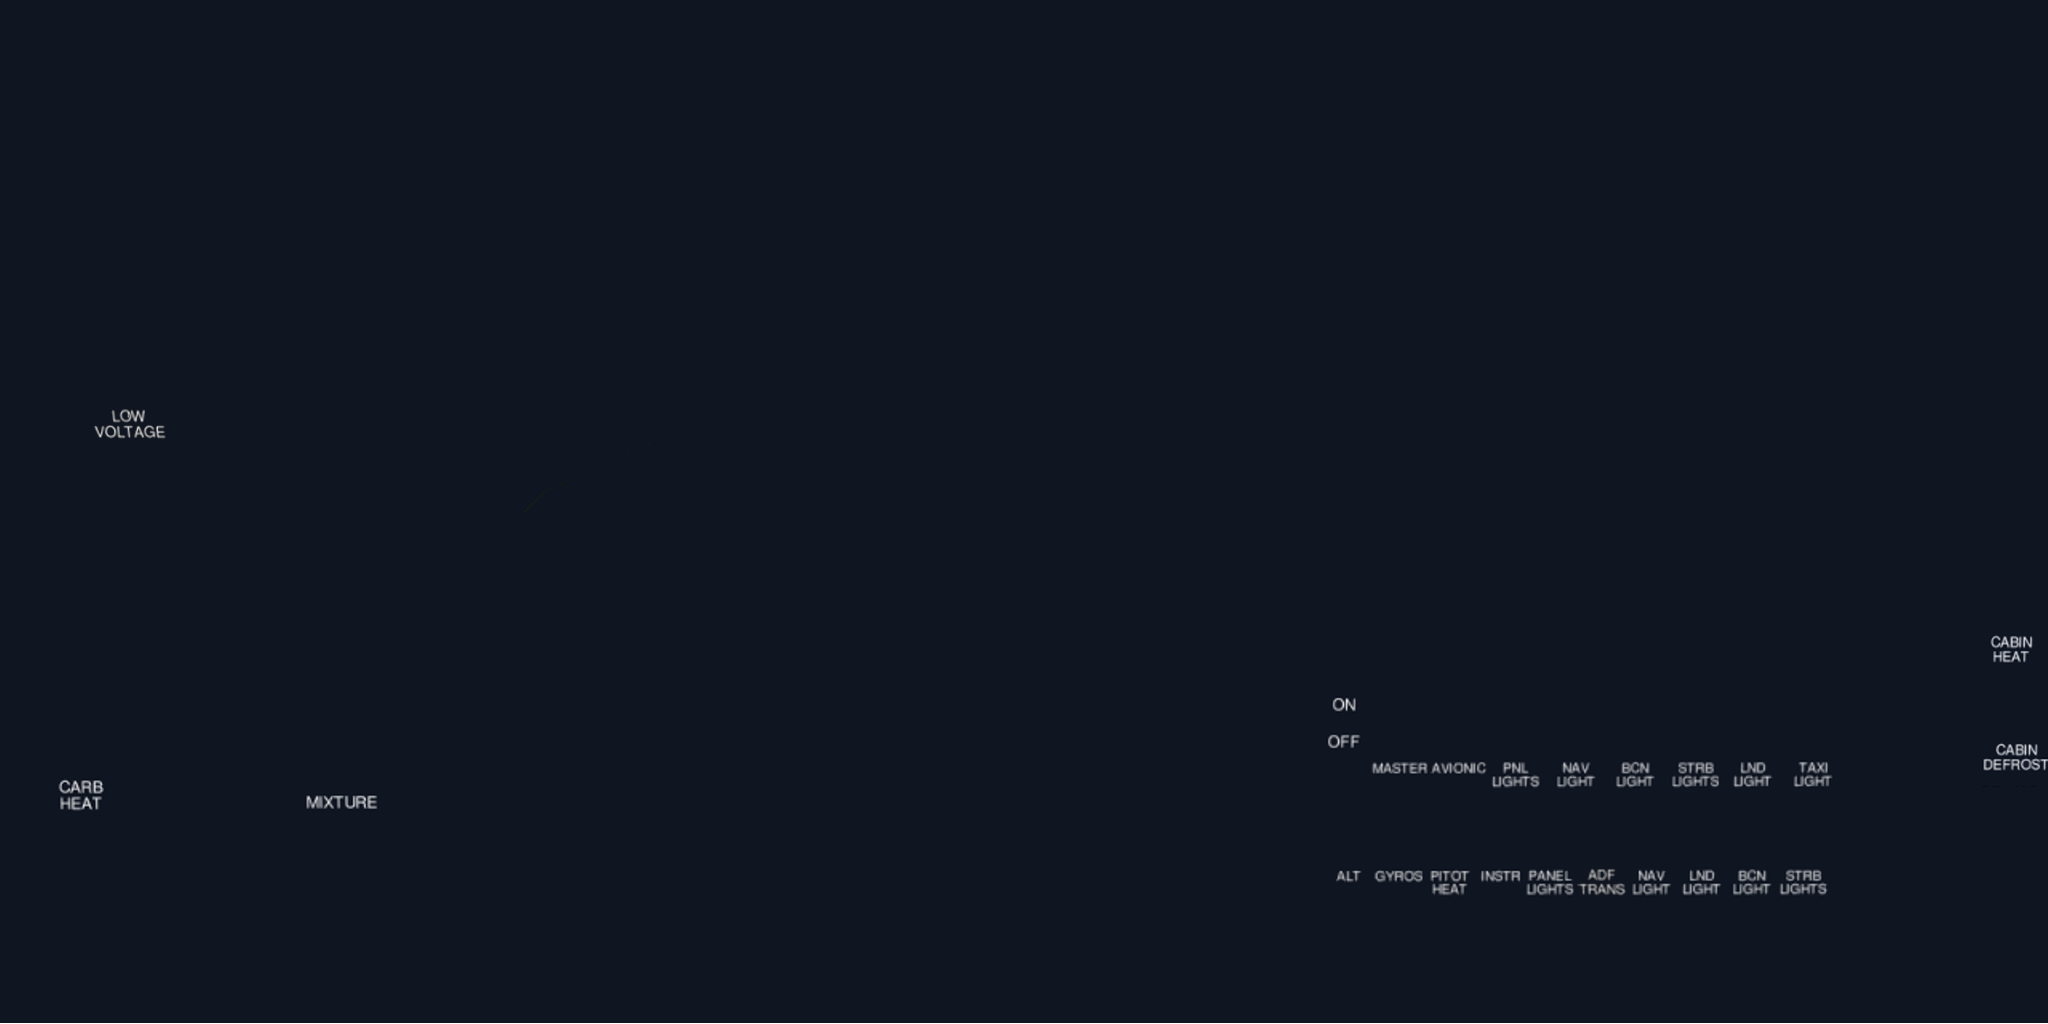 LOW
VOLTAGE
CABIN
HEAT
ON
OFF
CABIN
DEFROST
MASTER AVIONIC PNL LIGHTS NAV LIGHT BCN LIGHT STRB LIGHTS LND LIGHT TAXI LIGHT
CARB
HEAT
MIXTURE
ALT GYROS PITOT HEAT INSTR PANEL LIGHTS ADF TRANS NAV LIGHT LND LIGHT BCN LIGHT STRB LIGHTS